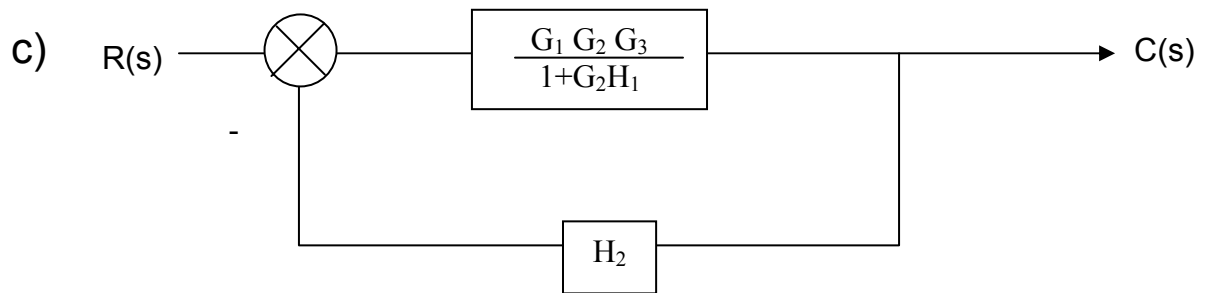 c) R(s) G₁ G₂ G₃ C(s)
1+G₂H₁
-
H₂